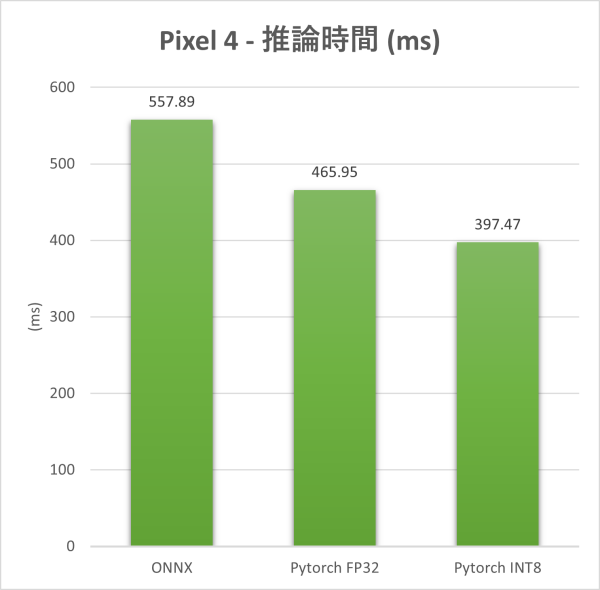 Pixel 4 - 推論時間 (ms)
600
557.89
500
465.95
400
397.47
(ms)
300
200
100
0
ONNX
Pytorch FP32
Pytorch INT8